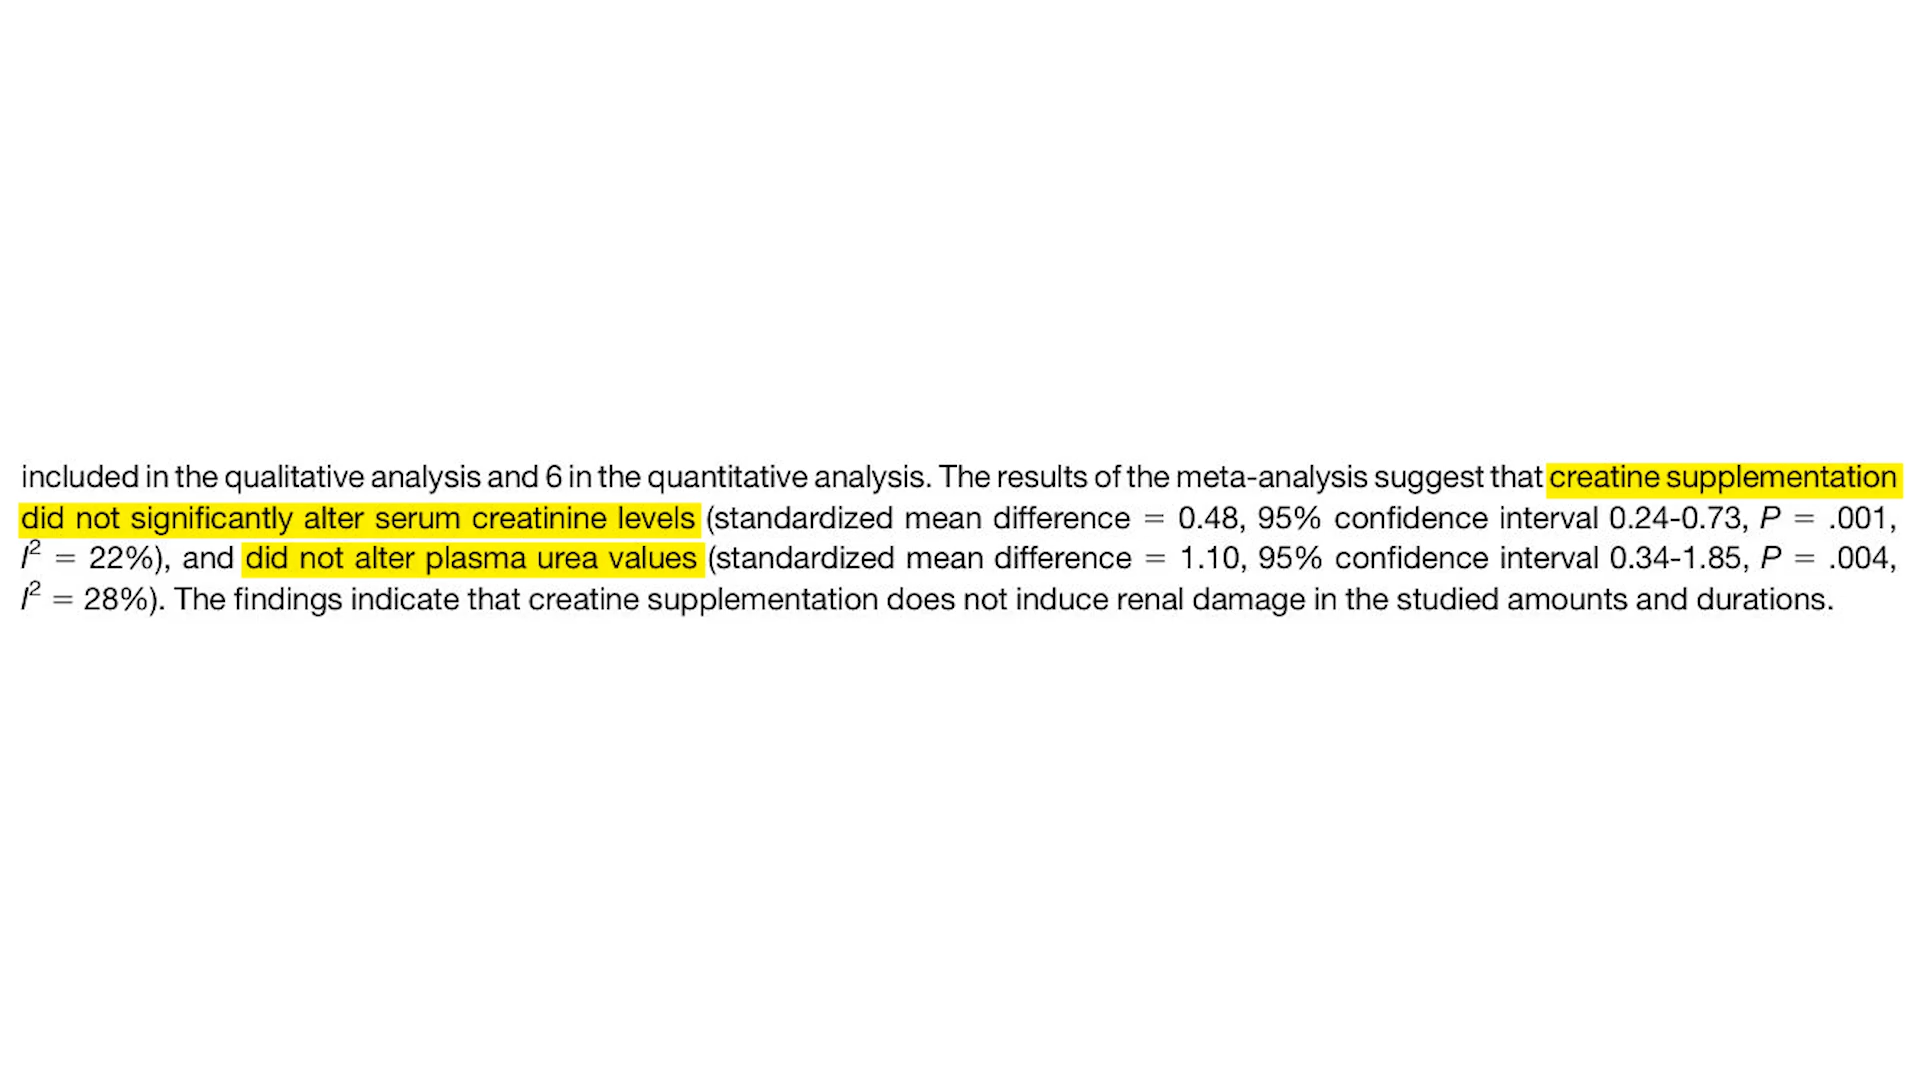 included in the qualitative analysis and 6 in the quantitative analysis. The results of the meta-analysis suggest that creatine supplementation
did not significantly alter serum creatinine levels (standardized mean difference = 0.48, 95% confidence interval 0.24-0.73, P = .001,
I² = 22%), and did not alter plasma urea values (standardized mean difference = 1.10, 95% confidence interval 0.34-1.85, P = .004,
I² = 28%). The findings indicate that creatine supplementation does not induce renal damage in the studied amounts and durations.